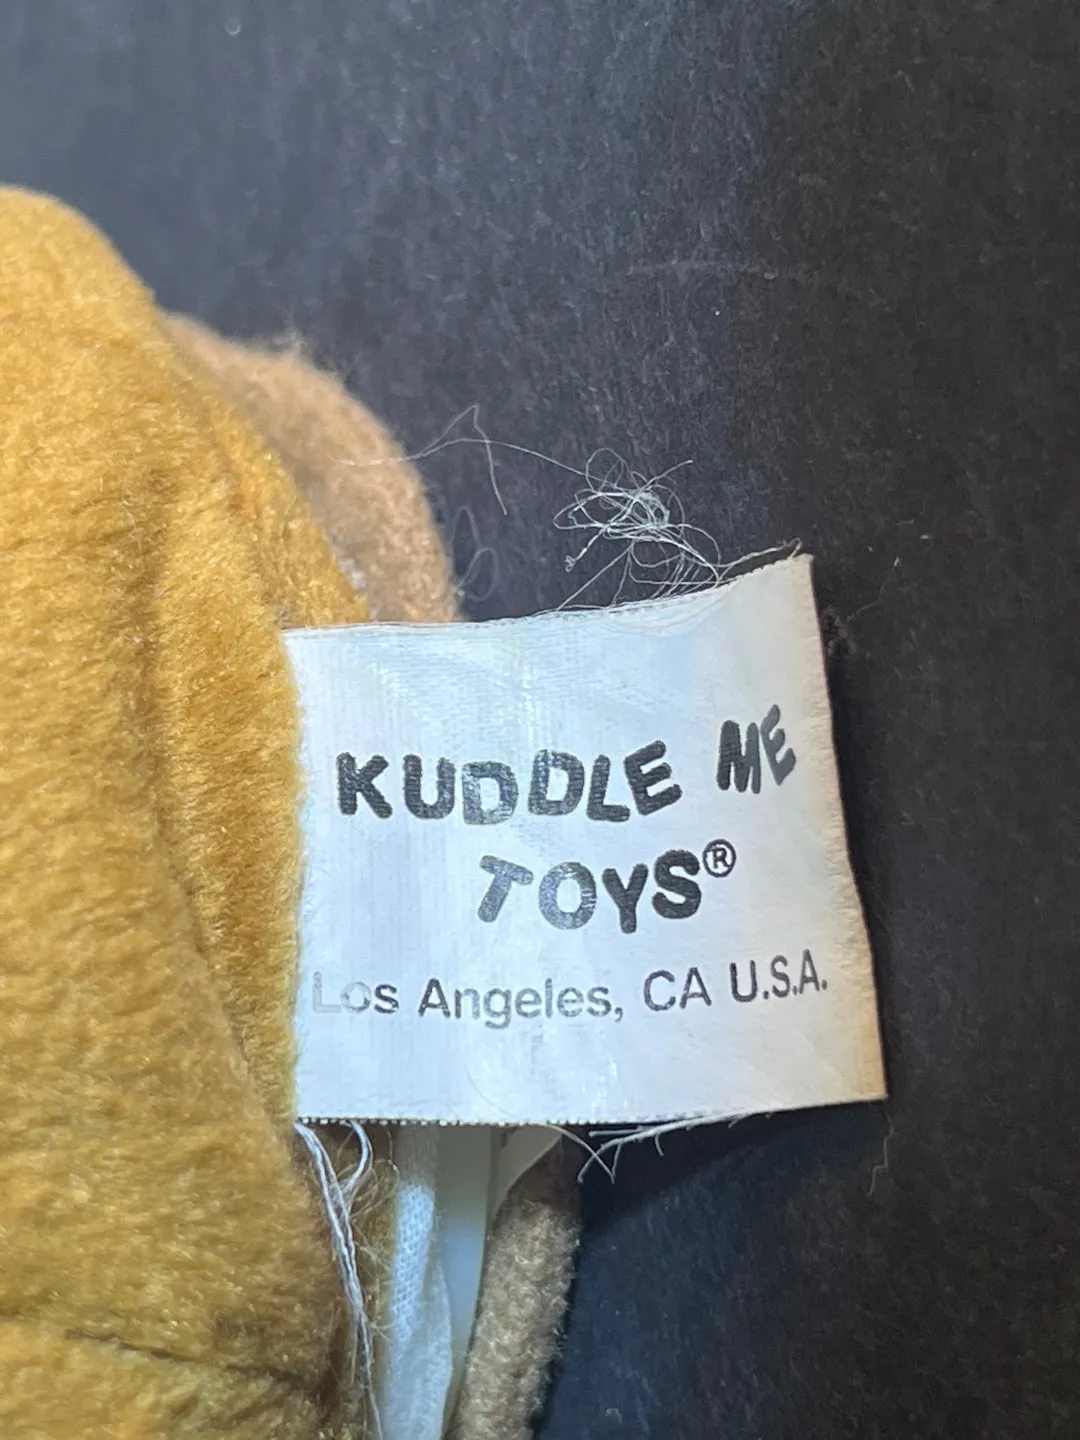 KUDDLE ME
TOYS®
Los Angeles, CA U.S.A.